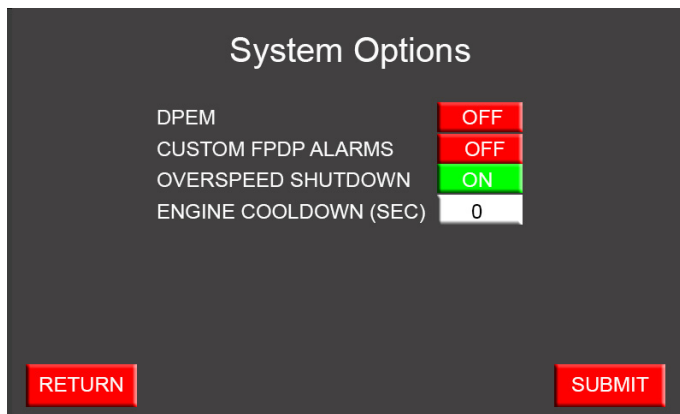 System Options
DPEM OFF
CUSTOM FPDP ALARMS OFF
OVERSPEED SHUTDOWN ON
ENGINE COOLDOWN (SEC) 0
RETURN SUBMIT